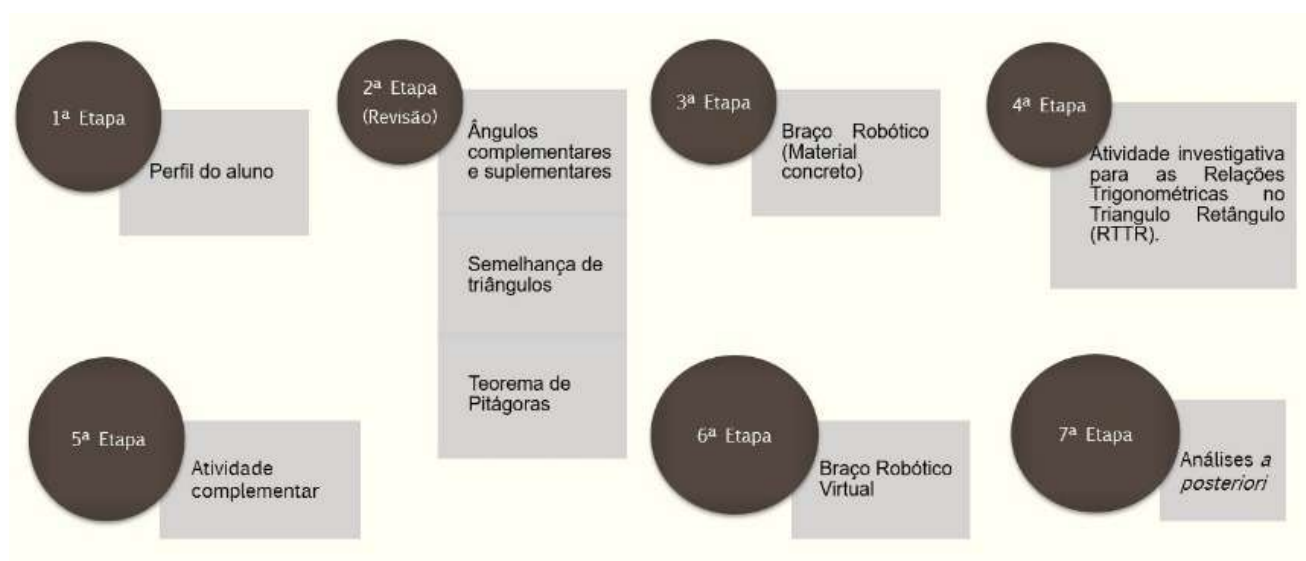 1ª Etapa
Perfil do aluno
2ª Etapa
(Revisão)
Ângulos
complementares
e suplementares
Semelhança de
triângulos
Teorema de
Pitágoras
3ª Etapa
Braço Robótico
(Material
concreto)
4ª Etapa
Atividade investigativa
para as Relações
Trigonométricas no
Triangulo Retângulo
(RTTR).
5ª Etapa
Atividade
complementar
6ª Etapa
Braço Robótico
Virtual
7ª Etapa
Análises a
posteriori